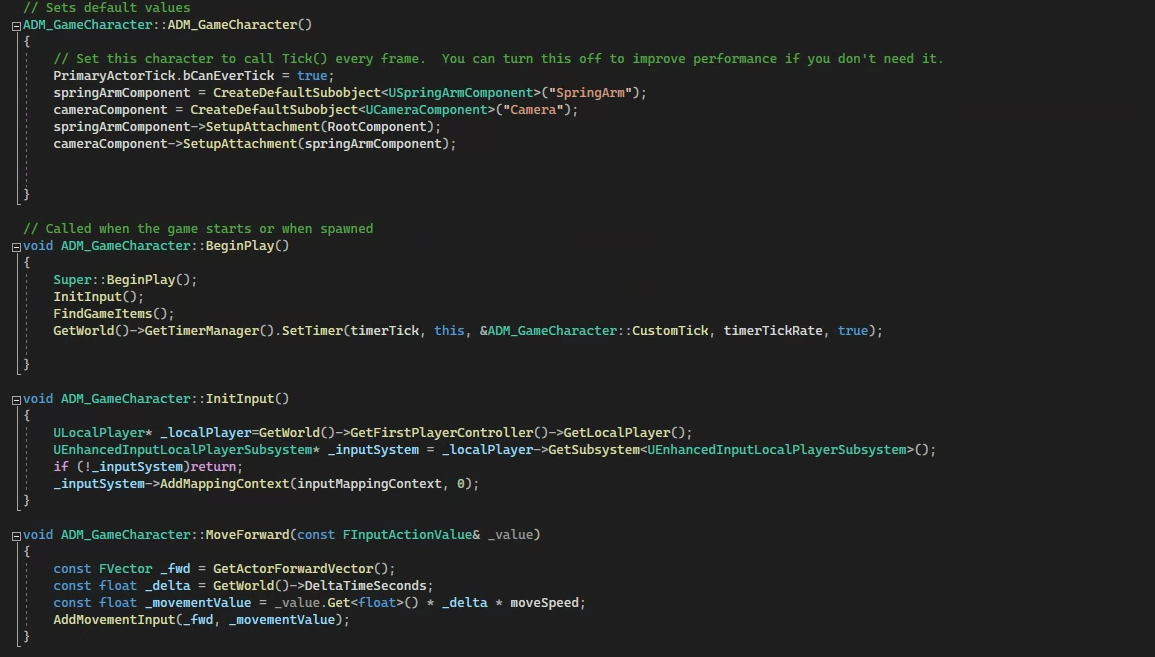 // Sets default values
ADM_GameCharacter::ADM_GameCharacter()
{
    // Set this character to call Tick() every frame.  You can turn this off to improve performance if you don't need it.
    PrimaryActorTick.bCanEverTick = true;
    springArmComponent = CreateDefaultSubobject<USpringArmComponent>("SpringArm");
    cameraComponent = CreateDefaultSubobject<UCameraComponent>("Camera");
    springArmComponent->SetupAttachment(RootComponent);
    cameraComponent->SetupAttachment(springArmComponent);
}
// Called when the game starts or when spawned
void ADM_GameCharacter::BeginPlay()
{
    Super::BeginPlay();
    InitInput();
    FindGameItems();
    GetWorld()->GetTimerManager().SetTimer(timerTick, this, &ADM_GameCharacter::CustomTick, timerTickRate, true);
}
void ADM_GameCharacter::InitInput()
{
    ULocalPlayer* _localPlayer=GetWorld()->GetFirstPlayerController()->GetLocalPlayer();
    UEnhancedInputLocalPlayerSubsystem* _inputSystem = _localPlayer->GetSubsystem<UEnhancedInputLocalPlayerSubsystem>();
    if (!_inputSystem)return;
    _inputSystem->AddMappingContext(inputMappingContext, 0);
}
void ADM_GameCharacter::MoveForward(const FInputActionValue& _value)
{
    const FVector _fwd = GetActorForwardVector();
    const float _delta = GetWorld()->DeltaTimeSeconds;
    const float _movementValue = _value.Get<float>() * _delta * moveSpeed;
    AddMovementInput(_fwd, _movementValue);
}